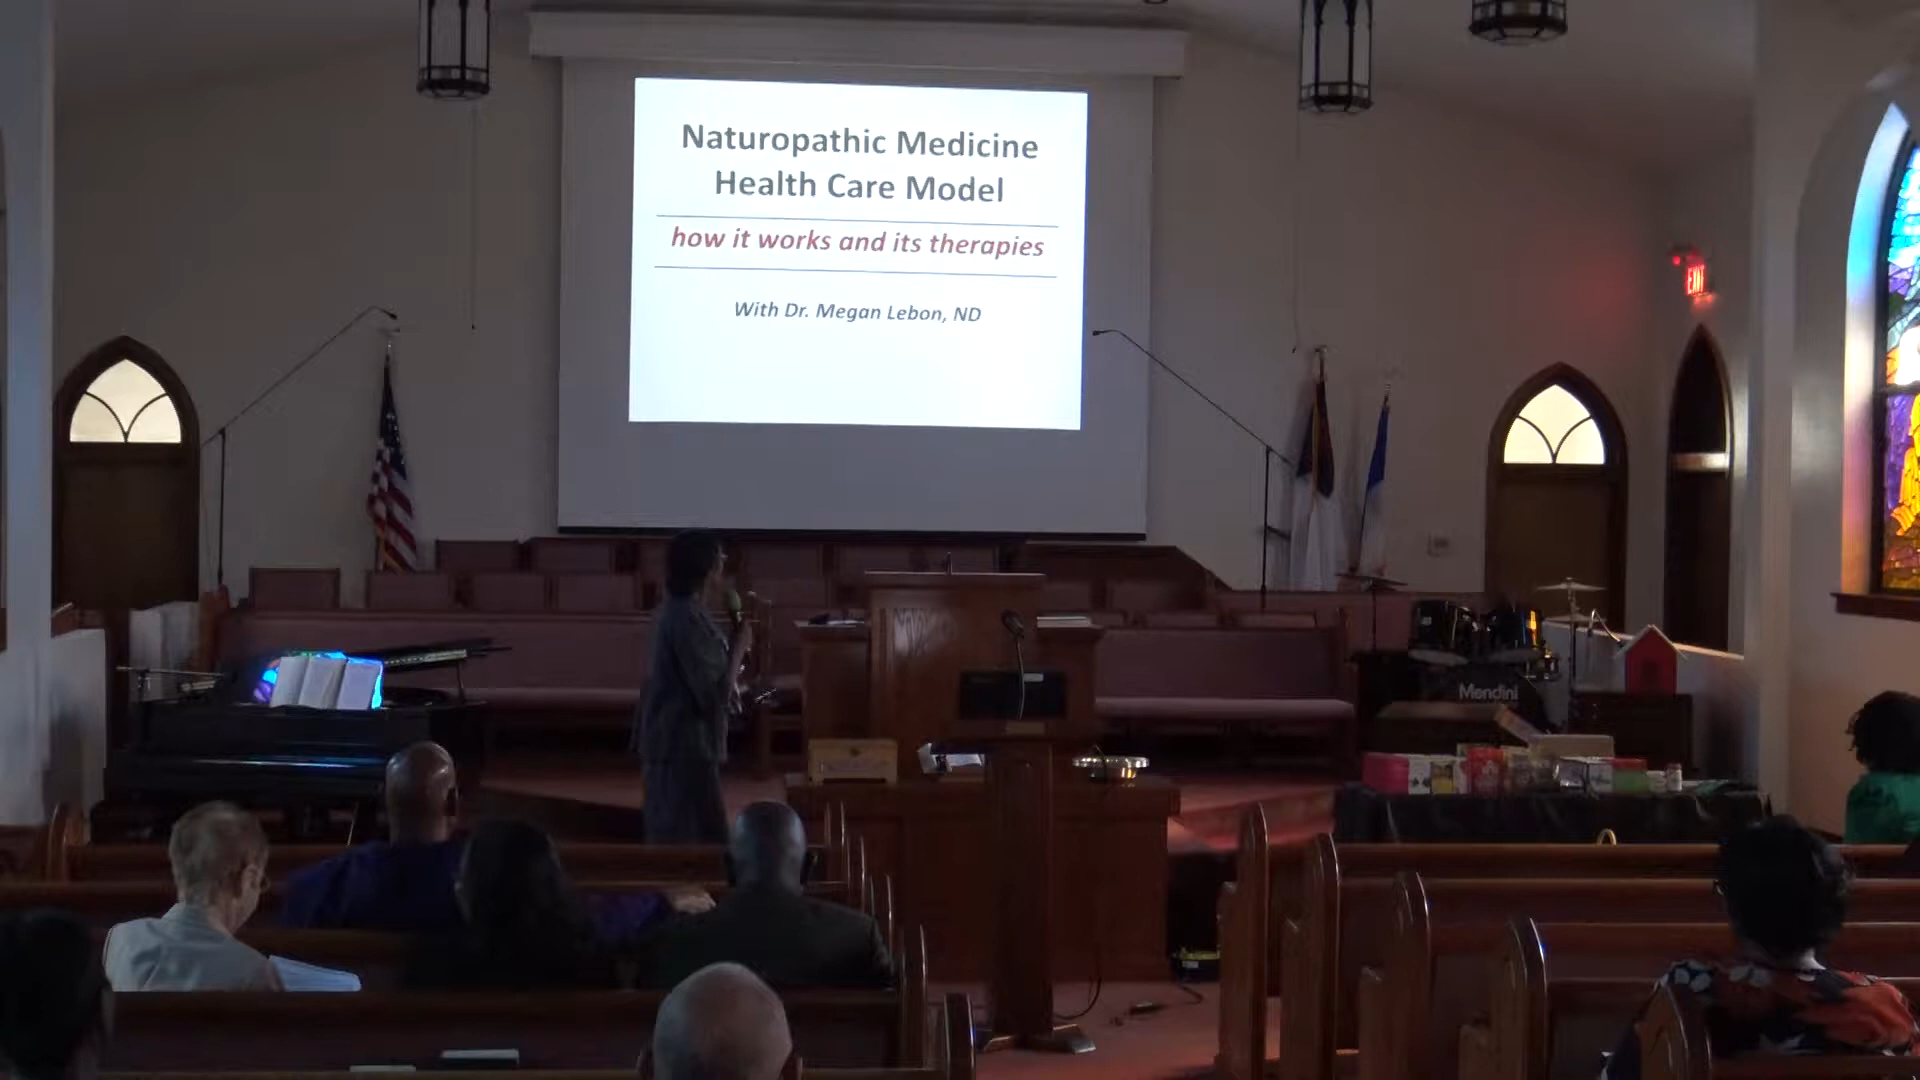 Naturopathic Medicine
Health Care Model
how it works and its therapies
With Dr. Megan Lebon, ND
EXIT
Mendini